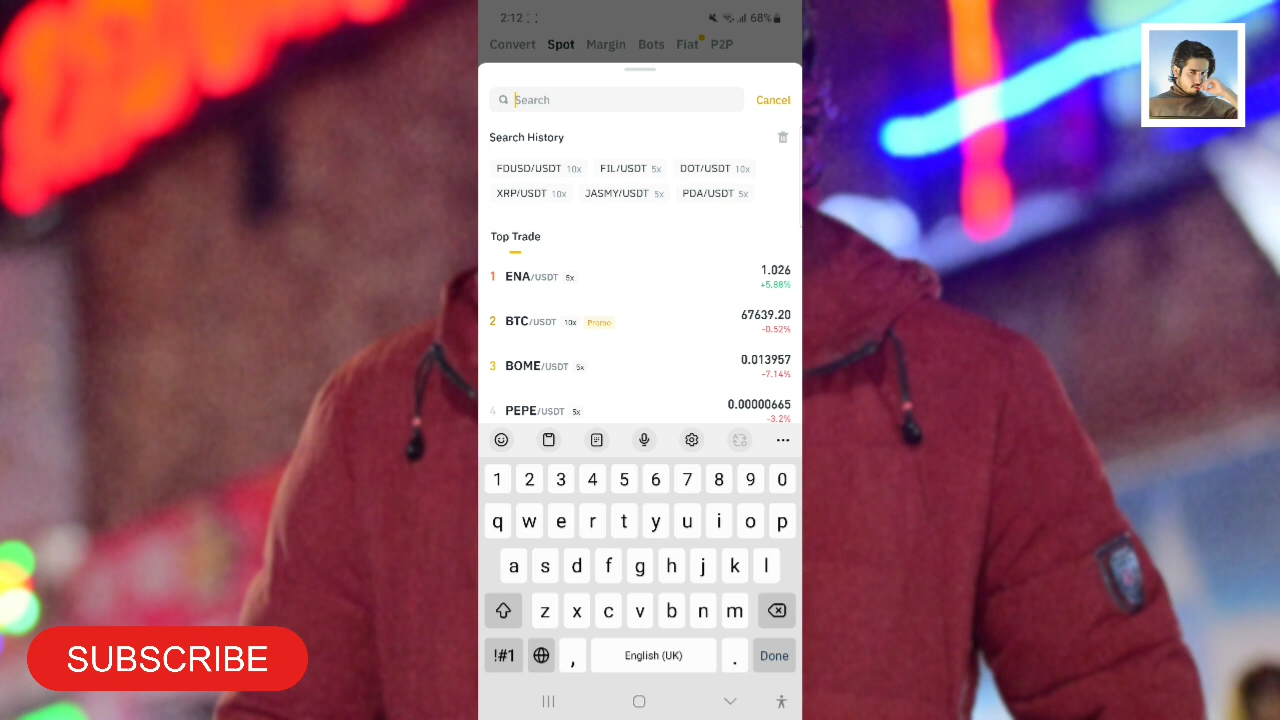 2:12 68%
Convert Spot Margin Bots Fiat P2P
Search Cancel
Search History
FDUSD/USDT 10x FIL/USDT 5x DOT/USDT 10x
XRP/USDT 10x JASMY/USDT 5x PDA/USDT 5x
Top Trade
1 ENA/USDT 5x 1.026
+5.88%
2 BTC/USDT 10x Promo 67639.20
-0.52%
3 BOME/USDT 5x 0.013957
-7.14%
4 PEPE/USDT 5x 0.00000665
-3.2%
1 2 3 4 5 6 7 8 9 0
q w e r t y u i o p
a s d f g h j k l
z x c v b n m
!#1 , English (UK) . Done
SUBSCRIBE